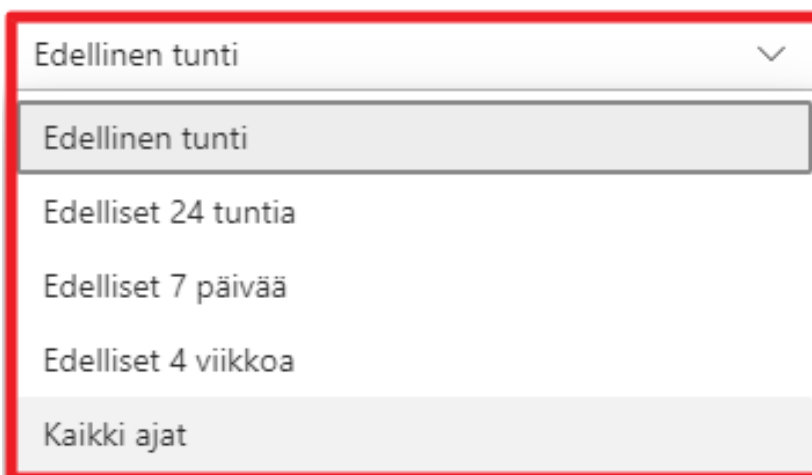 Edellinen tunti
Edellinen tunti
Edelliset 24 tuntia
Edelliset 7 päivää
Edelliset 4 viikkoa
Kaikki ajat